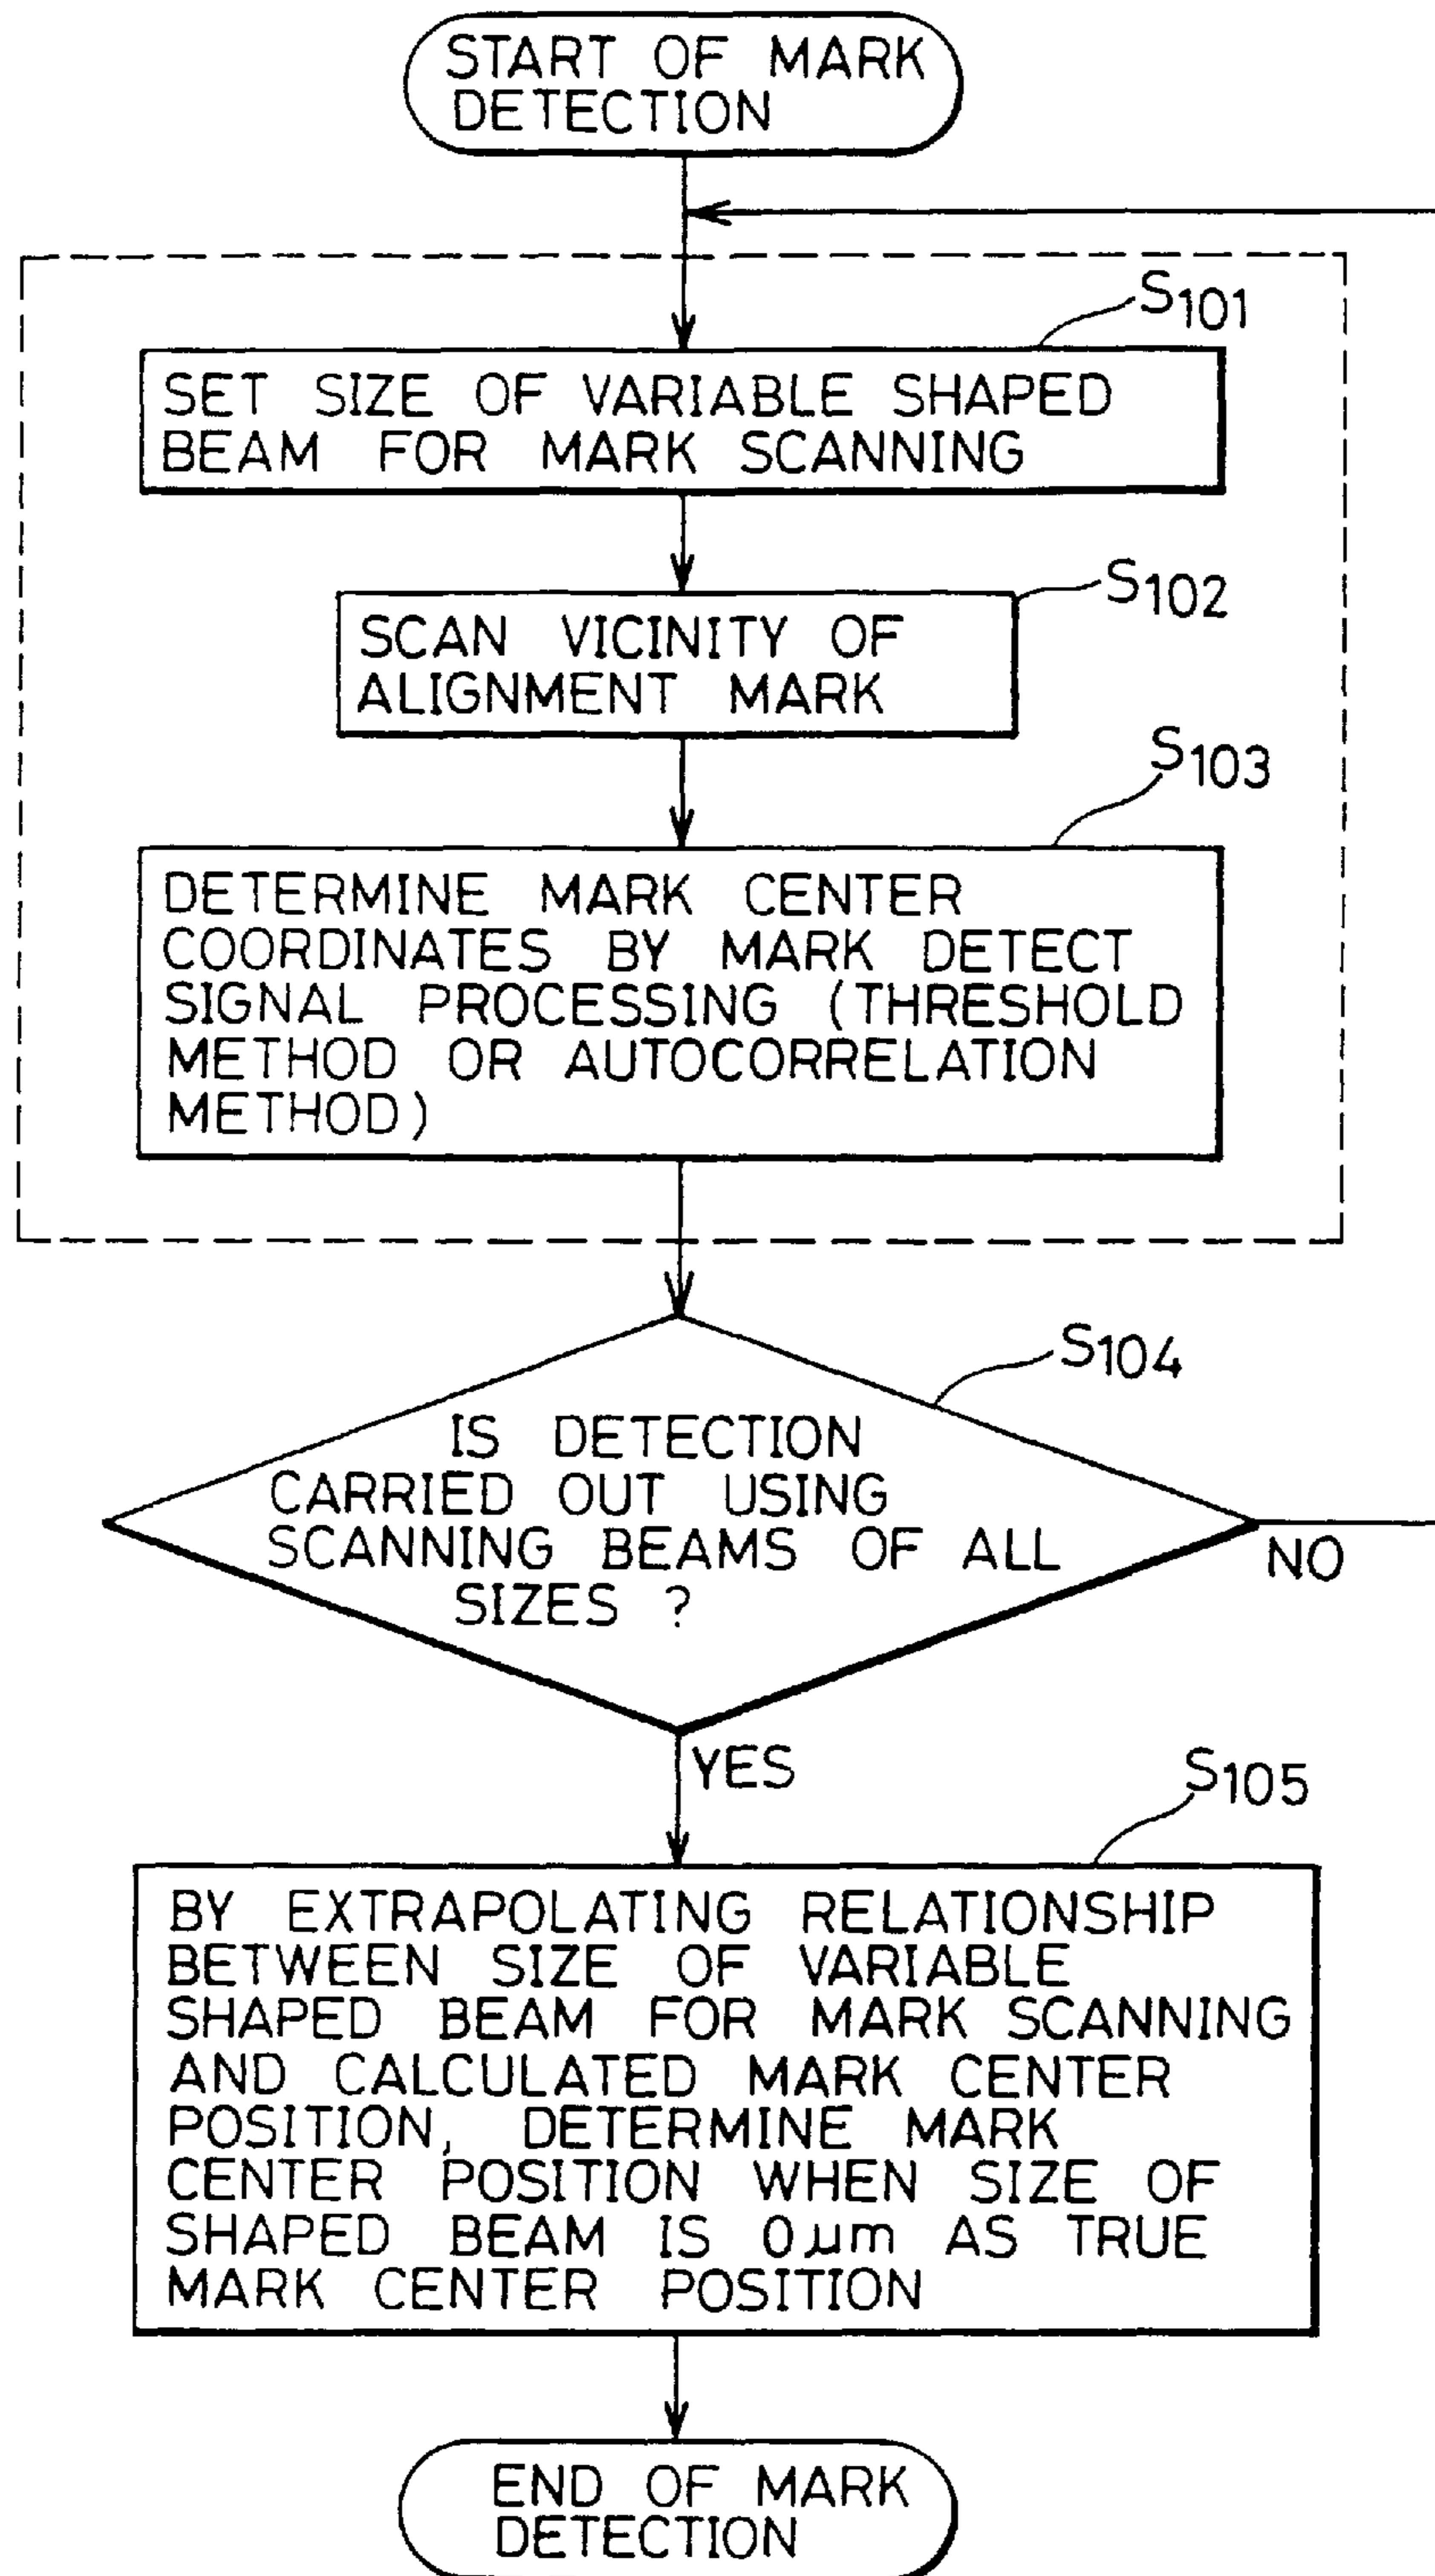 START OF MARK
DETECTION
S101
SET SIZE OF VARIABLE SHAPED
BEAM FOR MARK SCANNING
S102
SCAN VICINITY OF
ALIGNMENT MARK
S103
DETERMINE MARK CENTER
COORDINATES BY MARK DETECT
SIGNAL PROCESSING (THRESHOLD
METHOD OR AUTOCORRELATION
METHOD)
S104
IS DETECTION
CARRIED OUT USING
SCANNING BEAMS OF ALL
SIZES ?
NO
YES
S105
BY EXTRAPOLATING RELATIONSHIP
BETWEEN SIZE OF VARIABLE
SHAPED BEAM FOR MARK SCANNING
AND CALCULATED MARK CENTER
POSITION, DETERMINE MARK
CENTER POSITION WHEN SIZE OF
SHAPED BEAM IS 0μm AS TRUE
MARK CENTER POSITION
END OF MARK
DETECTION